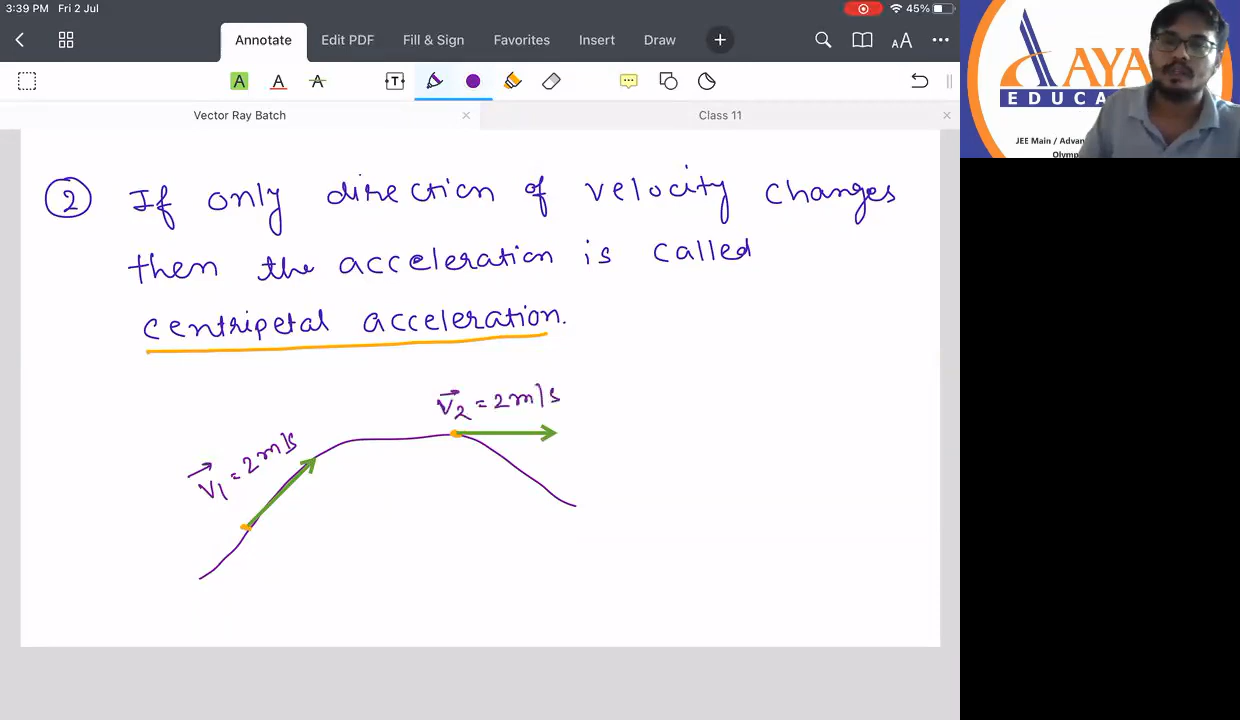 3:39 PM Fri 2 Jul
45%
Annotate Edit PDF Fill & Sign Favorites Insert Draw
Vector Ray Batch
Class 11
AYA
EDUCA
JEE Main / Advan
Olymp
② If only direction of velocity changes
then the acceleration is called
centripetal acceleration.
V⃗1 = 2m/s
V⃗2 = 2m/s